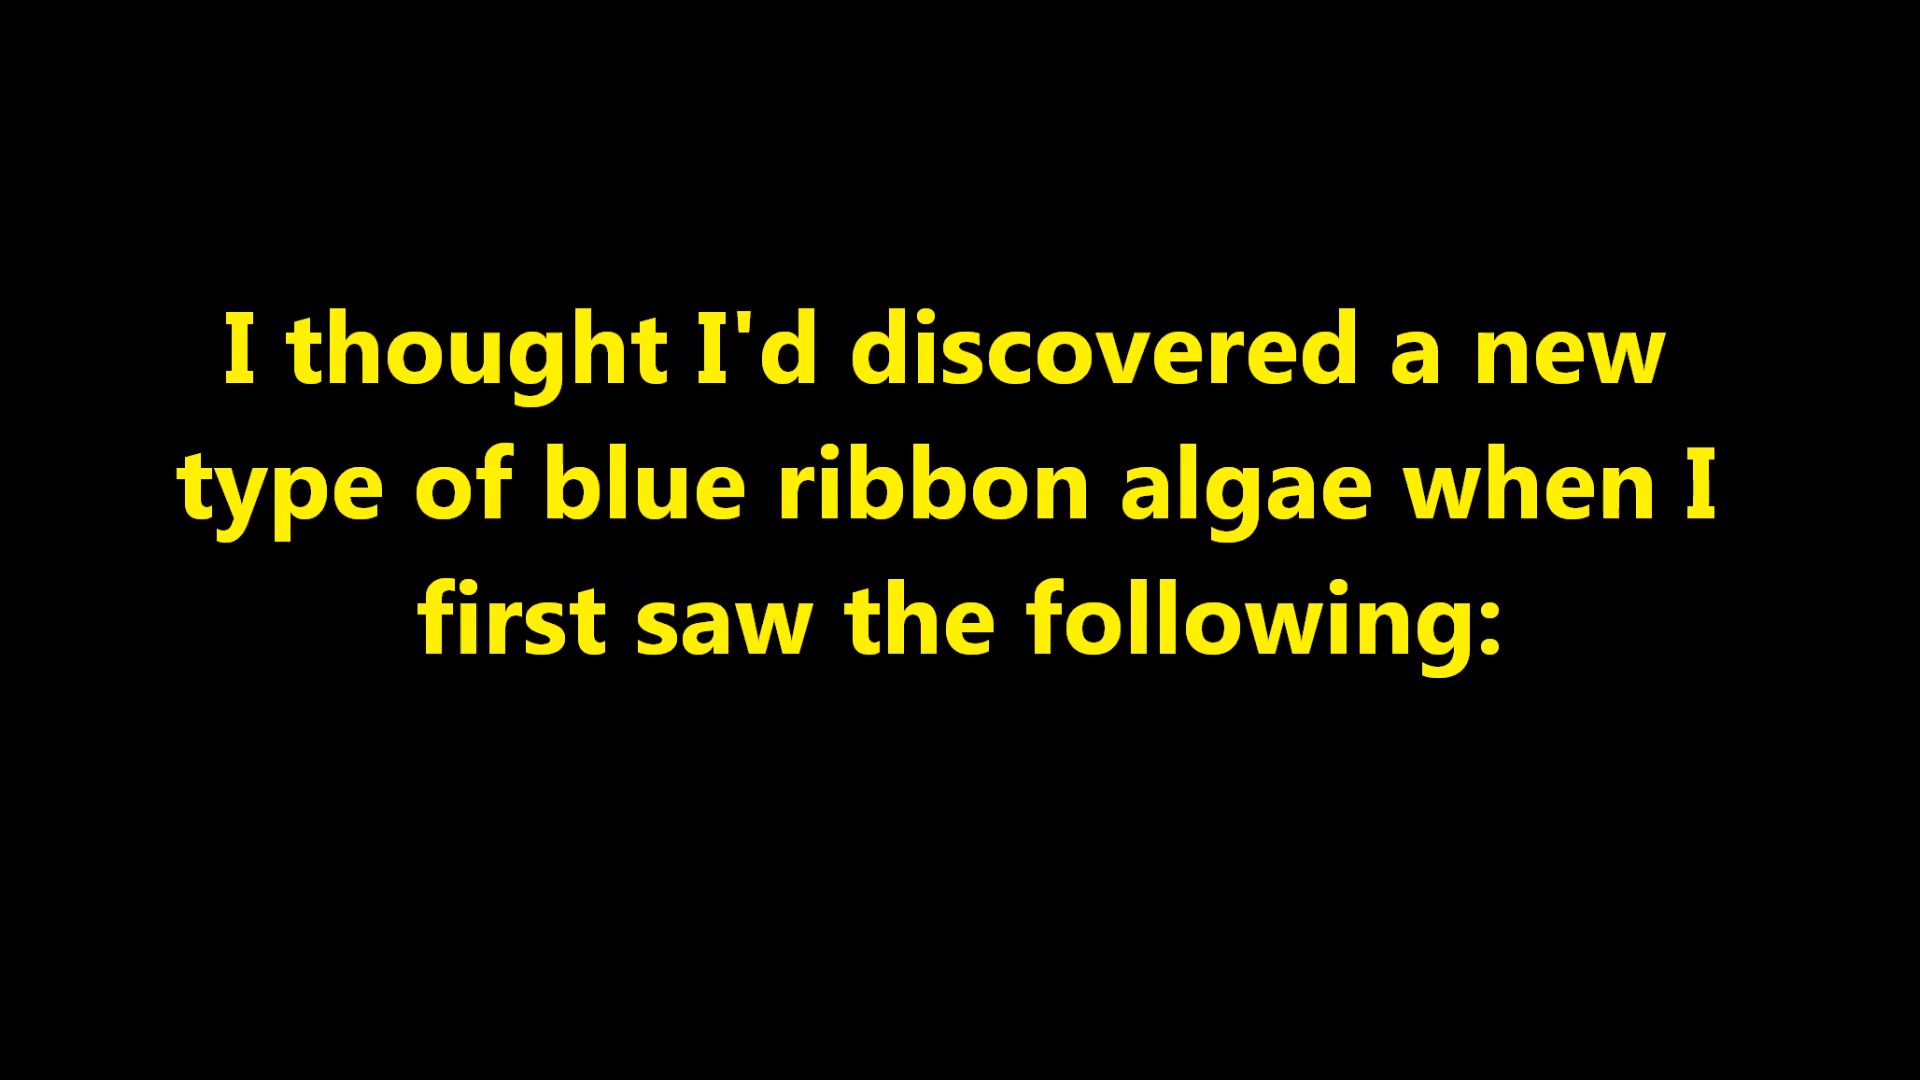 I thought I'd discovered a new
type of blue ribbon algae when I
first saw the following: